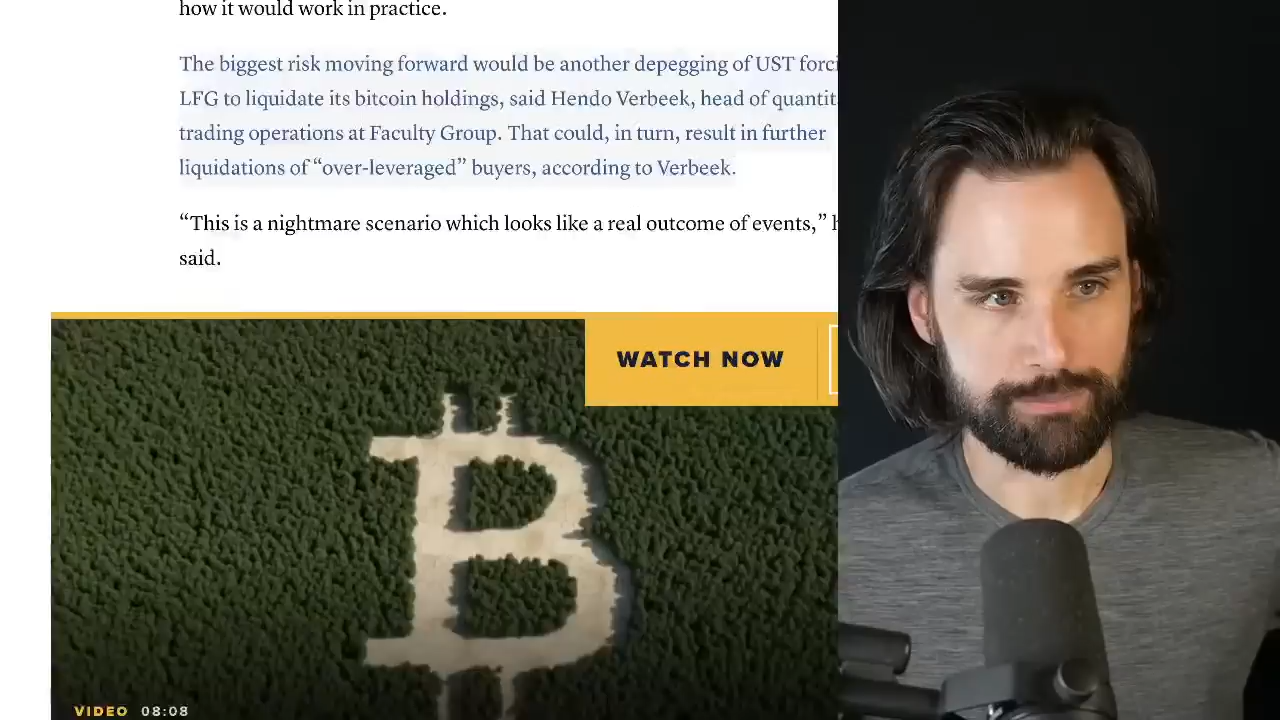 how it would work in practice.
The biggest risk moving forward would be another depegging of UST
LFG to liquidate its bitcoin holdings, said Hendo Verbeek, head of
trading operations at Faculty Group. That could, in turn, result in further
liquidations of “over-leveraged” buyers, according to Verbeek.
“This is a nightmare scenario which looks like a real outcome of events,”
said.
WATCH NOW
VIDEO 08:08